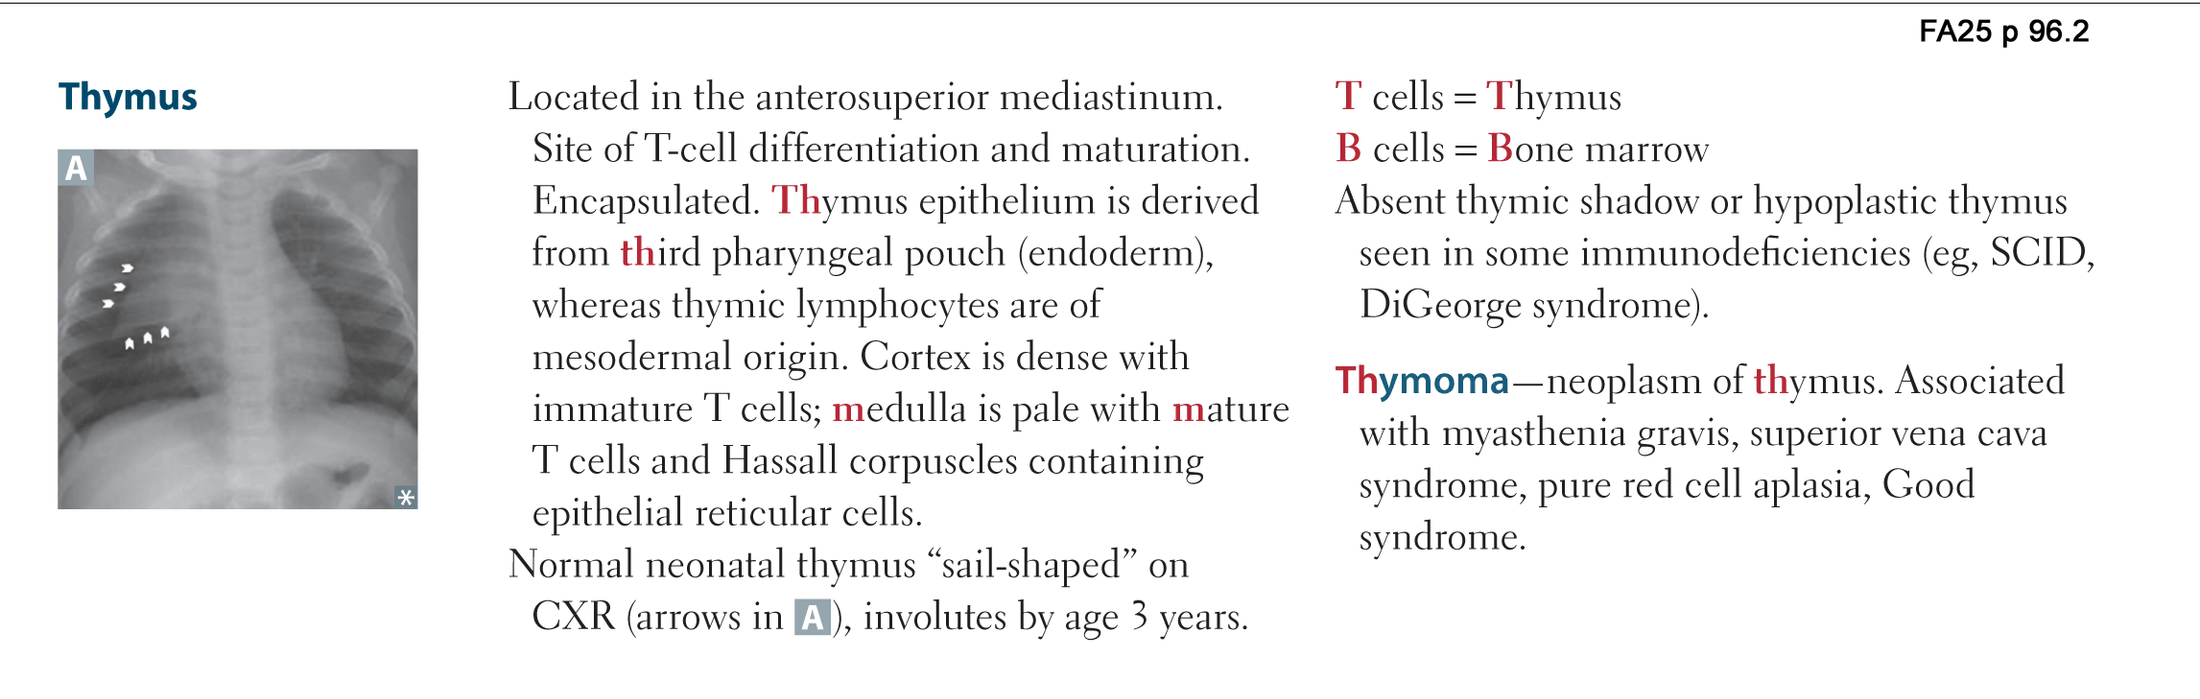 FA25 p 96.2
Thymus
A
*
Located in the anterosuperior mediastinum.
Site of T-cell differentiation and maturation.
Encapsulated. Thymus epithelium is derived
from third pharyngeal pouch (endoderm),
whereas thymic lymphocytes are of
mesodermal origin. Cortex is dense with
immature T cells; medulla is pale with mature
T cells and Hassall corpuscles containing
epithelial reticular cells.
Normal neonatal thymus “sail-shaped” on
CXR (arrows in A), involutes by age 3 years.
T cells = Thymus
B cells = Bone marrow
Absent thymic shadow or hypoplastic thymus
seen in some immunodeficiencies (eg, SCID,
DiGeorge syndrome).
Thymoma—neoplasm of thymus. Associated
with myasthenia gravis, superior vena cava
syndrome, pure red cell aplasia, Good
syndrome.